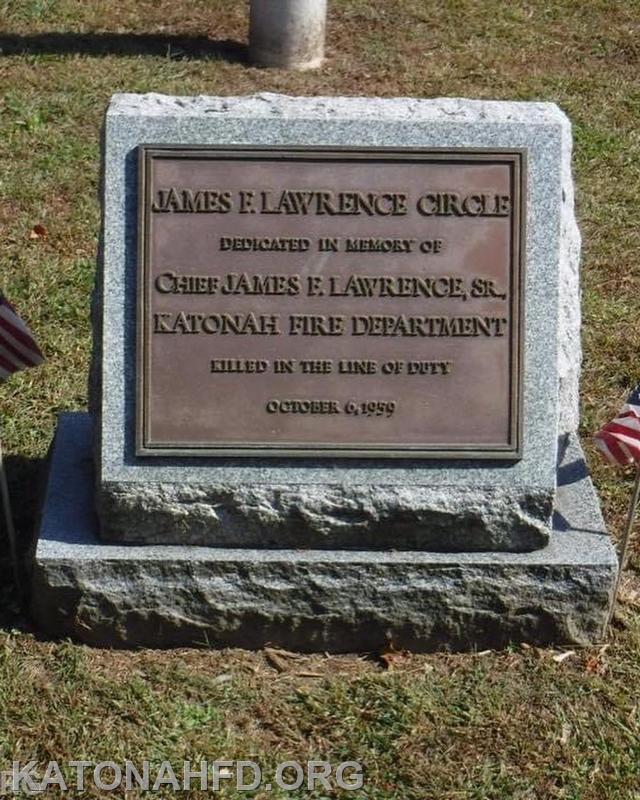 JAMES F. LAWRENCE CIRCLE
DEDICATED IN MEMORY OF
CHIEF JAMES F. LAWRENCE, SR.,
KATONAH FIRE DEPARTMENT
KILLED IN THE LINE OF DUTY
OCTOBER 6, 1959
KATONAHFD.ORG